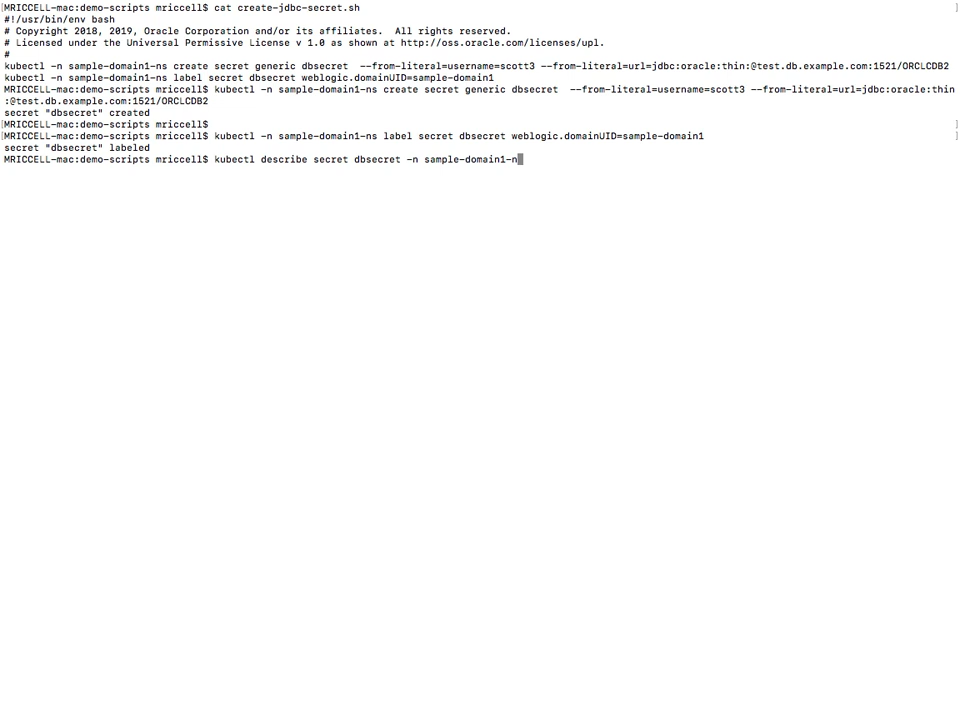 MRICCELL-mac:demo-scripts mriccell$ cat create-jdbc-secret.sh
#!/usr/bin/env bash
# Copyright 2018, 2019, Oracle Corporation and/or its affiliates.  All rights reserved.
# Licensed under the Universal Permissive License v 1.0 as shown at http://oss.oracle.com/licenses/upl.
#
kubectl -n sample-domain1-ns create secret generic dbsecret  --from-literal=username=scott3 --from-literal=url=jdbc:oracle:thin:@test.db.example.com:1521/ORCLCDB2
kubectl -n sample-domain1-ns label secret dbsecret weblogic.domainUID=sample-domain1
MRICCELL-mac:demo-scripts mriccell$ kubectl -n sample-domain1-ns create secret generic dbsecret  --from-literal=username=scott3 --from-literal=url=jdbc:oracle:thin
:@test.db.example.com:1521/ORCLCDB2
secret "dbsecret" created
MRICCELL-mac:demo-scripts mriccell$
MRICCELL-mac:demo-scripts mriccell$ kubectl -n sample-domain1-ns label secret dbsecret weblogic.domainUID=sample-domain1
secret "dbsecret" labeled
MRICCELL-mac:demo-scripts mriccell$ kubectl describe secret dbsecret -n sample-domain1-n